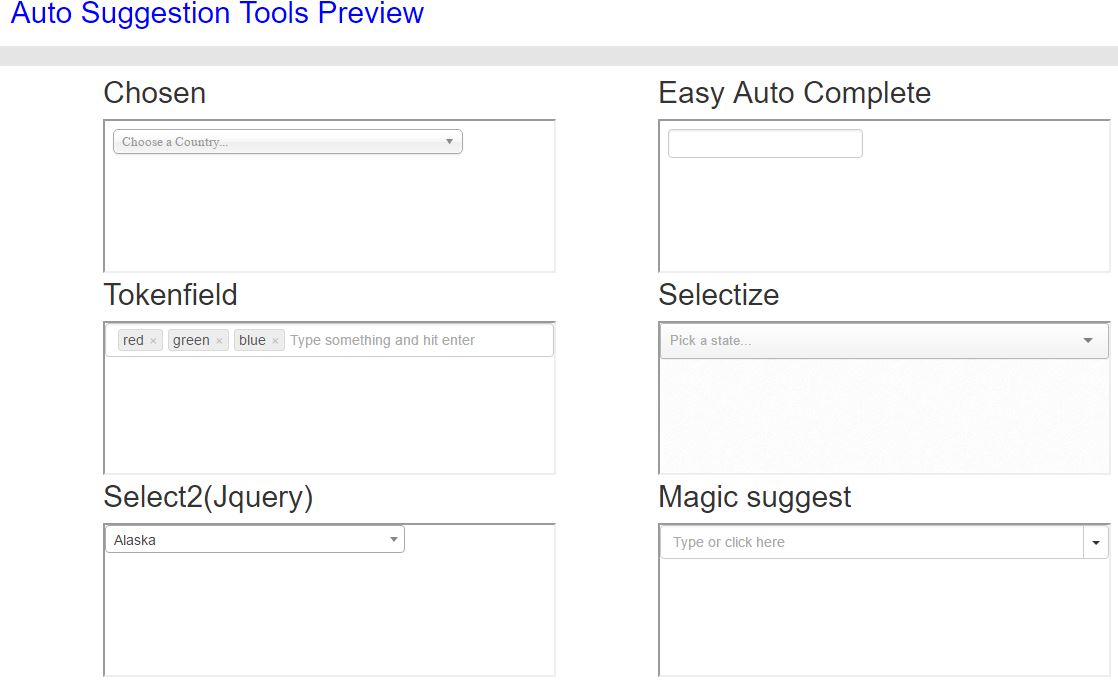 Auto Suggestion Tools Preview
Chosen
Easy Auto Complete
Choose a Country...
Tokenfield
Selectize
red × green × blue × Type something and hit enter
Pick a state...
Select2(Jquery)
Magic suggest
Alaska
Type or click here